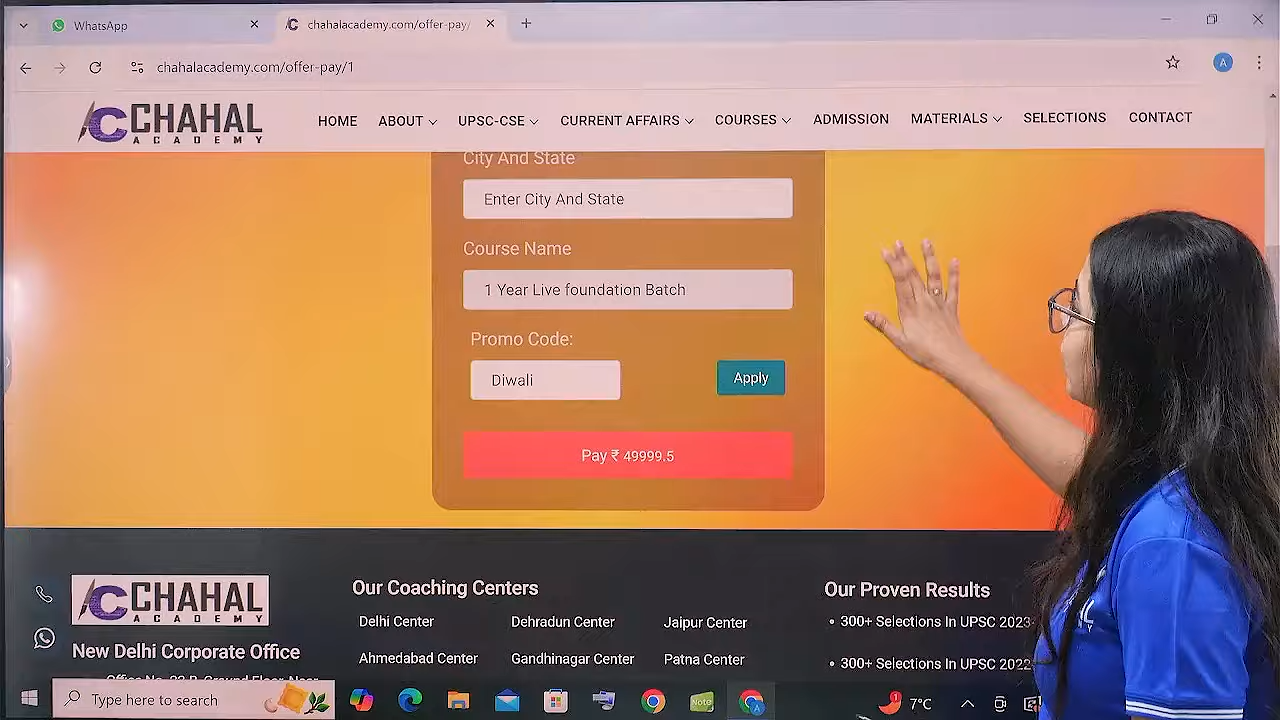 WhatsApp
chahalacademy.com/offer-pay/
chahalacademy.com/offer-pay/1
A
CHAHAL
ACADEMY
HOME
ABOUT
UPSC-CSE
CURRENT AFFAIRS
COURSES
ADMISSION
MATERIALS
SELECTIONS
CONTACT
City And State
Enter City And State
Course Name
1 Year Live foundation Batch
Promo Code:
Diwali
Apply
Pay ₹ 49999.5
CHAHAL
ACADEMY
New Delhi Corporate Office
Our Coaching Centers
Delhi Center
Dehradun Center
Jaipur Center
Ahmedabad Center
Gandhinagar Center
Patna Center
Our Proven Results
• 300+ Selections In UPSC 2023
• 300+ Selections In UPSC 2022
Type here to search
Note
7°C